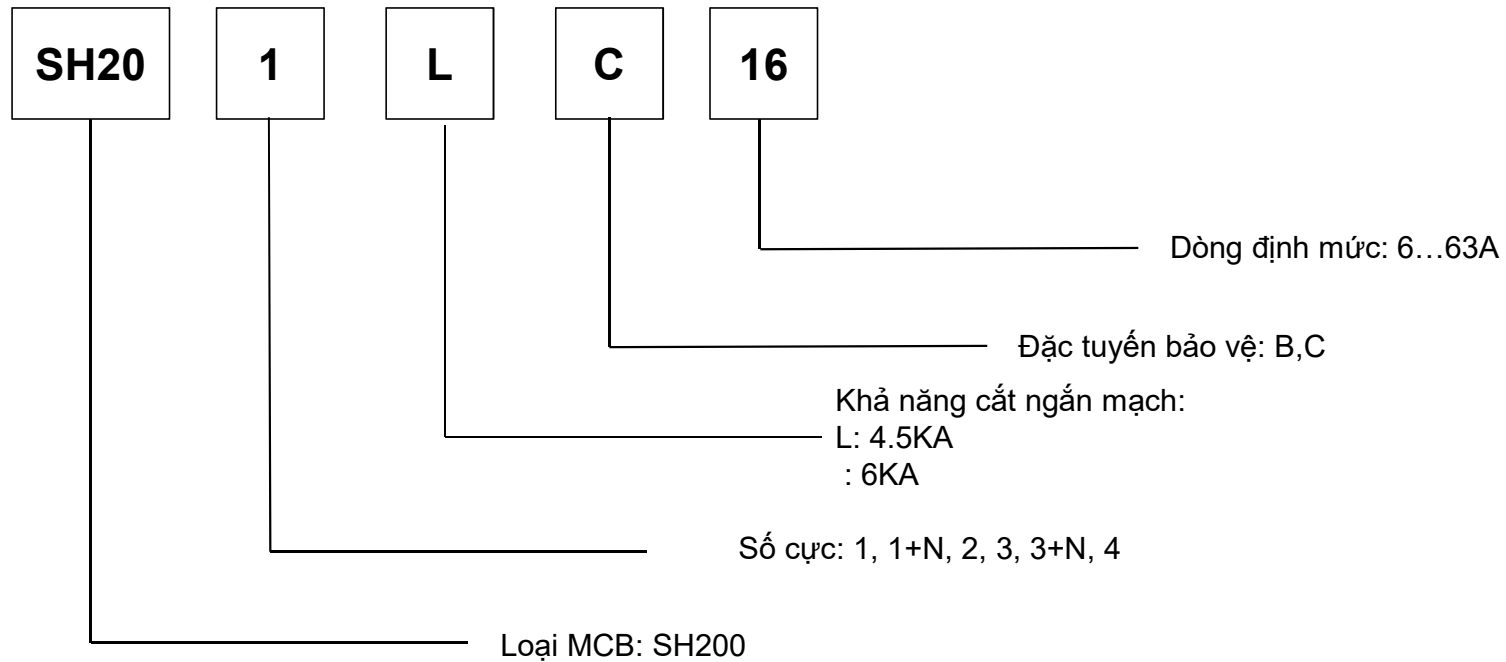 SH20 1 L C 16
Dòng định mức: 6…63A
Đặc tuyến bảo vệ: B,C
Khả năng cắt ngắn mạch:
L: 4.5KA
: 6KA
Số cực: 1, 1+N, 2, 3, 3+N, 4
Loại MCB: SH200